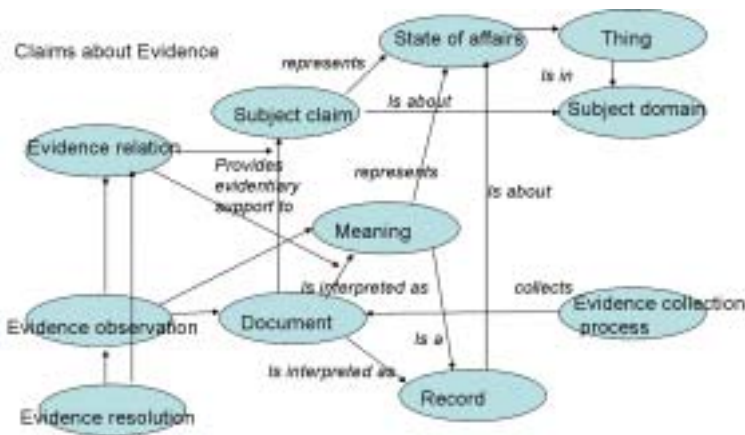 Claims about Evidence
State of affairs
Thing
represents
Is in
Subject claim
Is about
Subject domain
Evidence relation
Provides
evidentiary
support to
represents
Is about
Meaning
Is interpreted as
collects
Evidence observation
Document
Evidence collection
process
Is a
Is interpreted as
Record
Evidence resolution